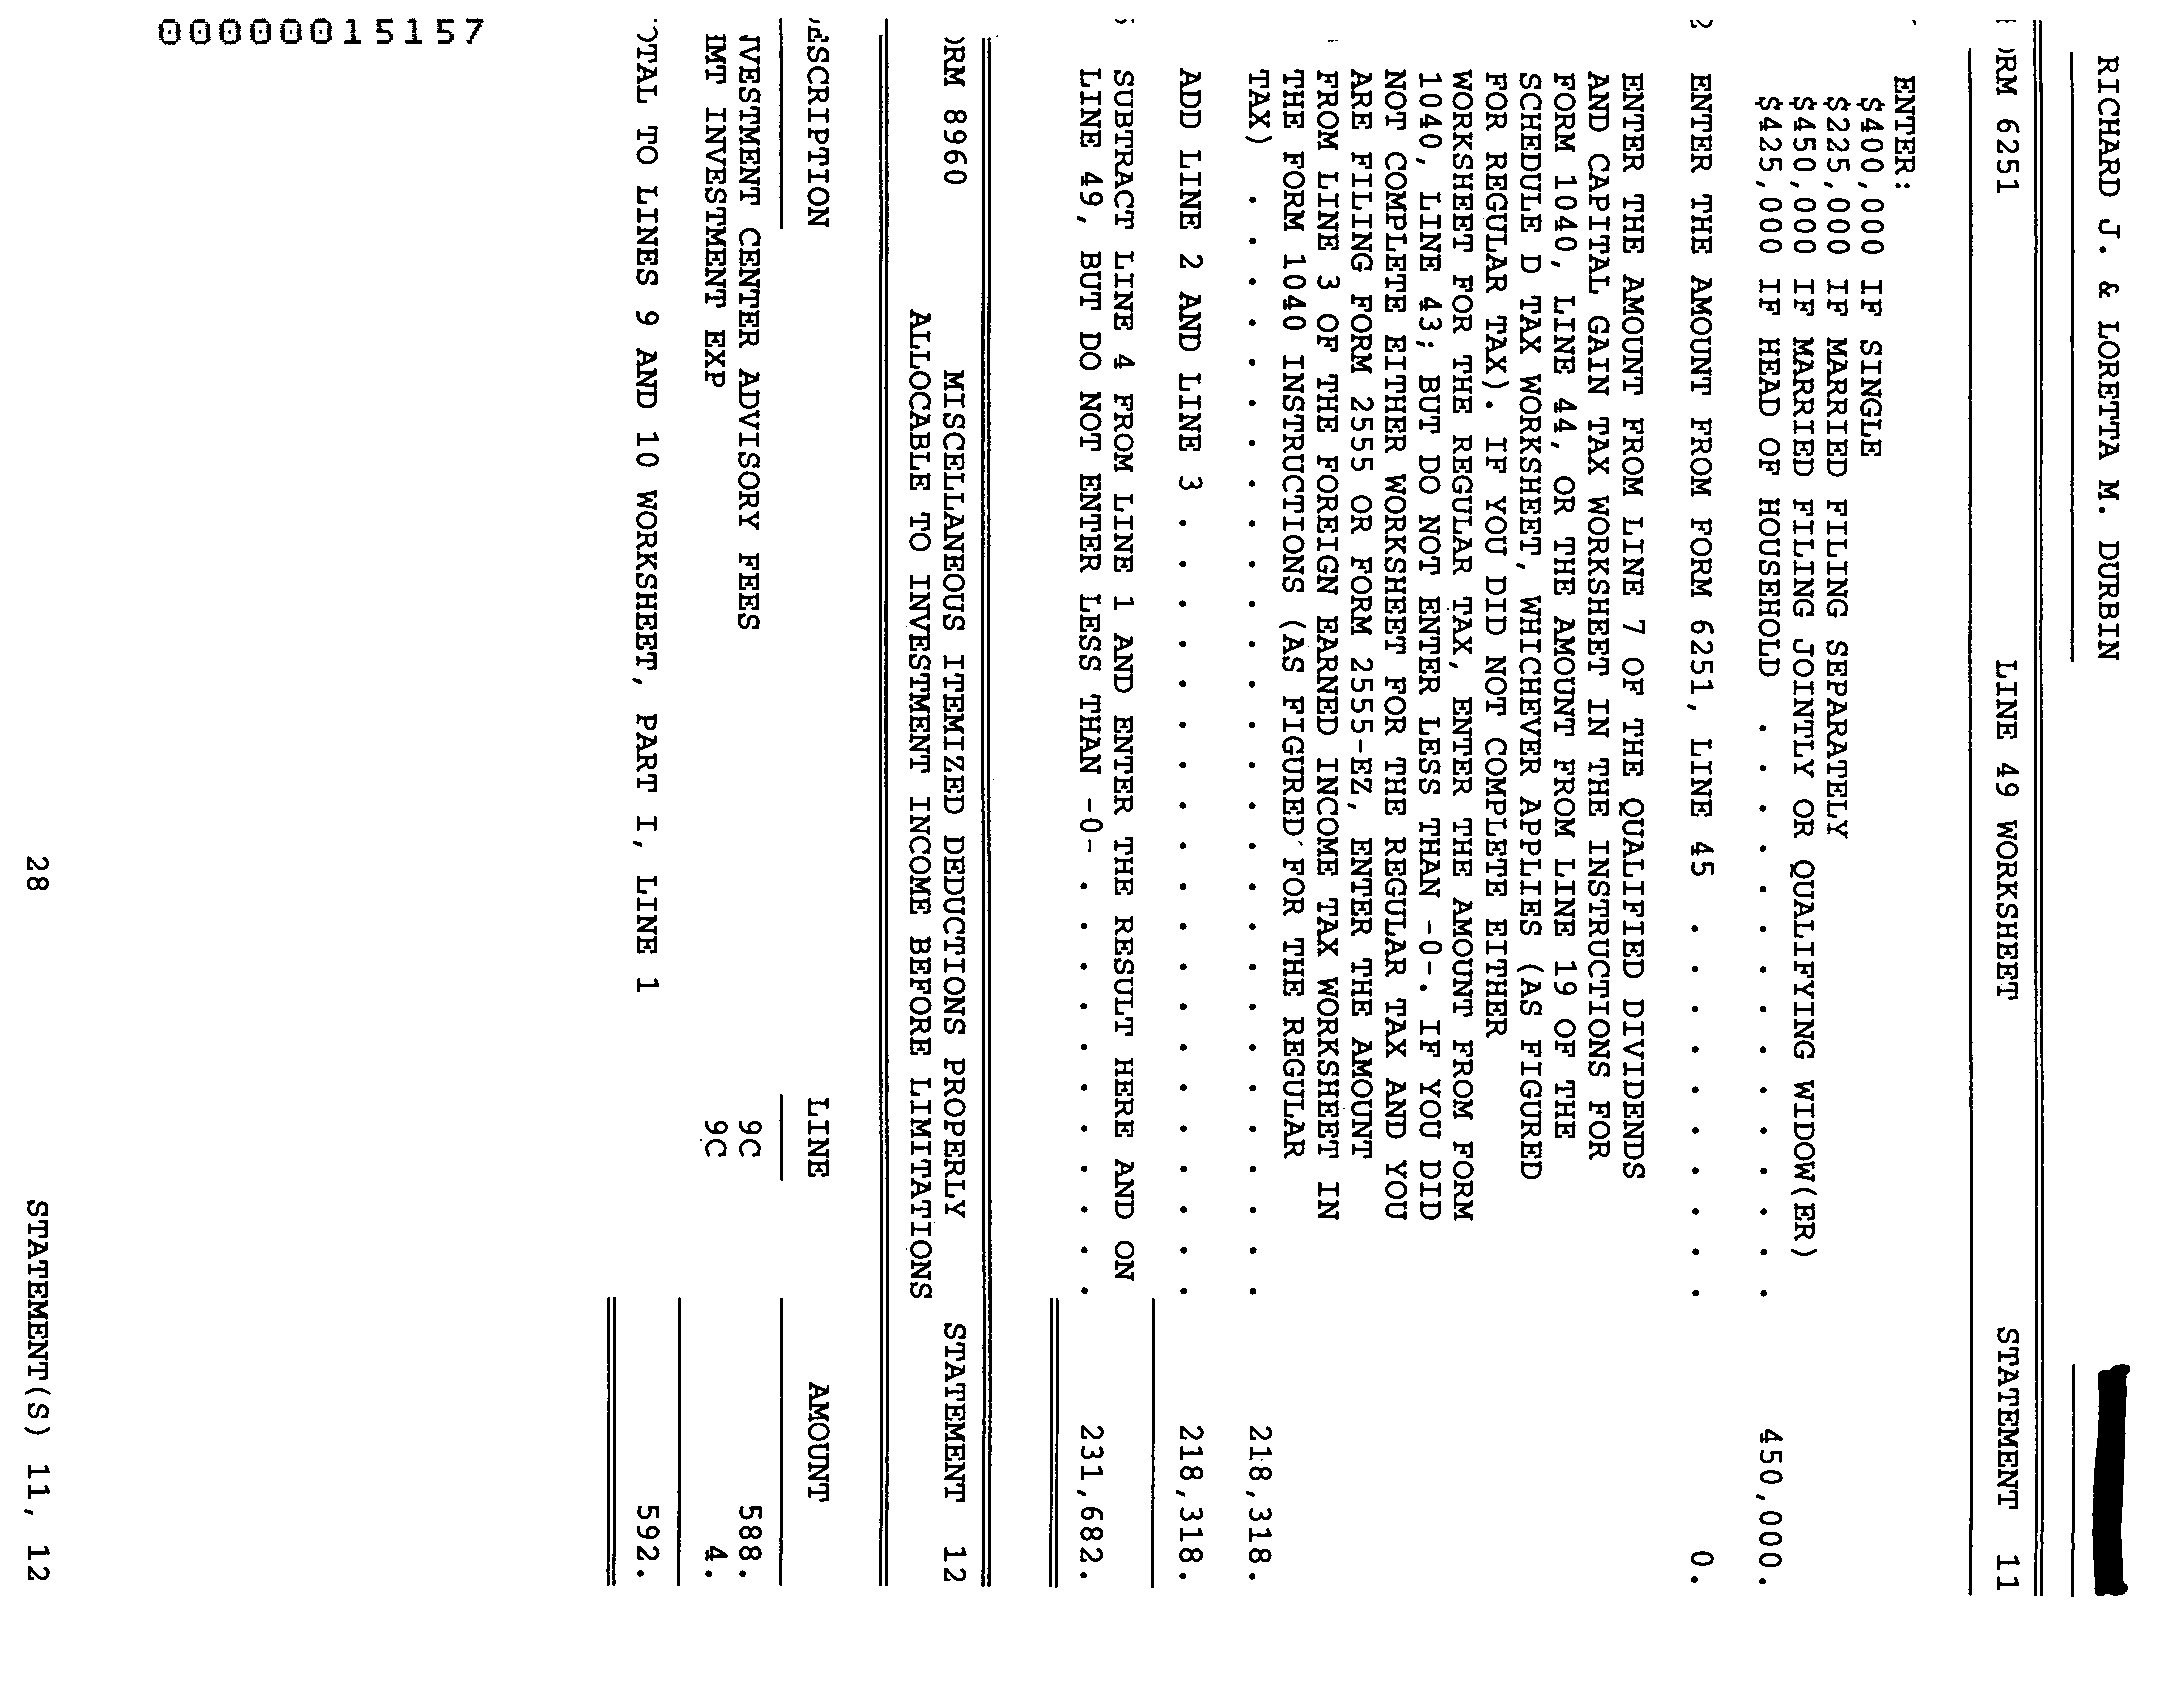 RICHARD J. & LORETTA M. DURBIN
6251 LINE 49 WORKSHEET STATEMENT 11
ENTER:
$400,000 IF SINGLE
$225,000 IF MARRIED FILING SEPARATELY
$450,000 IF MARRIED FILING JOINTLY OR QUALIFYING WIDOW(ER)
$425,000 IF HEAD OF HOUSEHOLD . . . . . . . . . . . . . . . 450,000.
2 ENTER THE AMOUNT FROM FORM 6251, LINE 45 . . . . . . . . . . 0.
ENTER THE AMOUNT FROM LINE 7 OF THE QUALIFIED DIVIDENDS
AND CAPITAL GAIN TAX WORKSHEET IN THE INSTRUCTIONS FOR
FORM 1040, LINE 44, OR THE AMOUNT FROM LINE 19 OF THE
SCHEDULE D TAX WORKSHEET, WHICHEVER APPLIES (AS FIGURED
FOR REGULAR TAX). IF YOU DID NOT COMPLETE EITHER
WORKSHEET FOR THE REGULAR TAX, ENTER THE AMOUNT FROM FORM
1040, LINE 43; BUT DO NOT ENTER LESS THAN -0-. IF YOU DID
NOT COMPLETE EITHER WORKSHEET FOR THE REGULAR TAX AND YOU
ARE FILING FORM 2555 OR FORM 2555-EZ, ENTER THE AMOUNT
FROM LINE 3 OF THE FOREIGN EARNED INCOME TAX WORKSHEET IN
THE FORM 1040 INSTRUCTIONS (AS FIGURED FOR THE REGULAR
TAX) . . . . . . . . . . . . . . . . . . . . . . . . . . . . 218,318.
ADD LINE 2 AND LINE 3 . . . . . . . . . . . . . . . . . . . . 218,318.
SUBTRACT LINE 4 FROM LINE 1 AND ENTER THE RESULT HERE AND ON
LINE 49, BUT DO NOT ENTER LESS THAN -0- . . . . . . . . . . . 231,682.
RM 8960 MISCELLANEOUS ITEMIZED DEDUCTIONS PROPERLY STATEMENT 12
ALLOCABLE TO INVESTMENT INCOME BEFORE LIMITATIONS
ESCRIPTION LINE AMOUNT
VESTMENT CENTER ADVISORY FEES 9C 588.
IMT INVESTMENT EXP 9C 4.
OTAL TO LINES 9 AND 10 WORKSHEET, PART I, LINE 1 592.
28 STATEMENT(S) 11, 12
00000015157